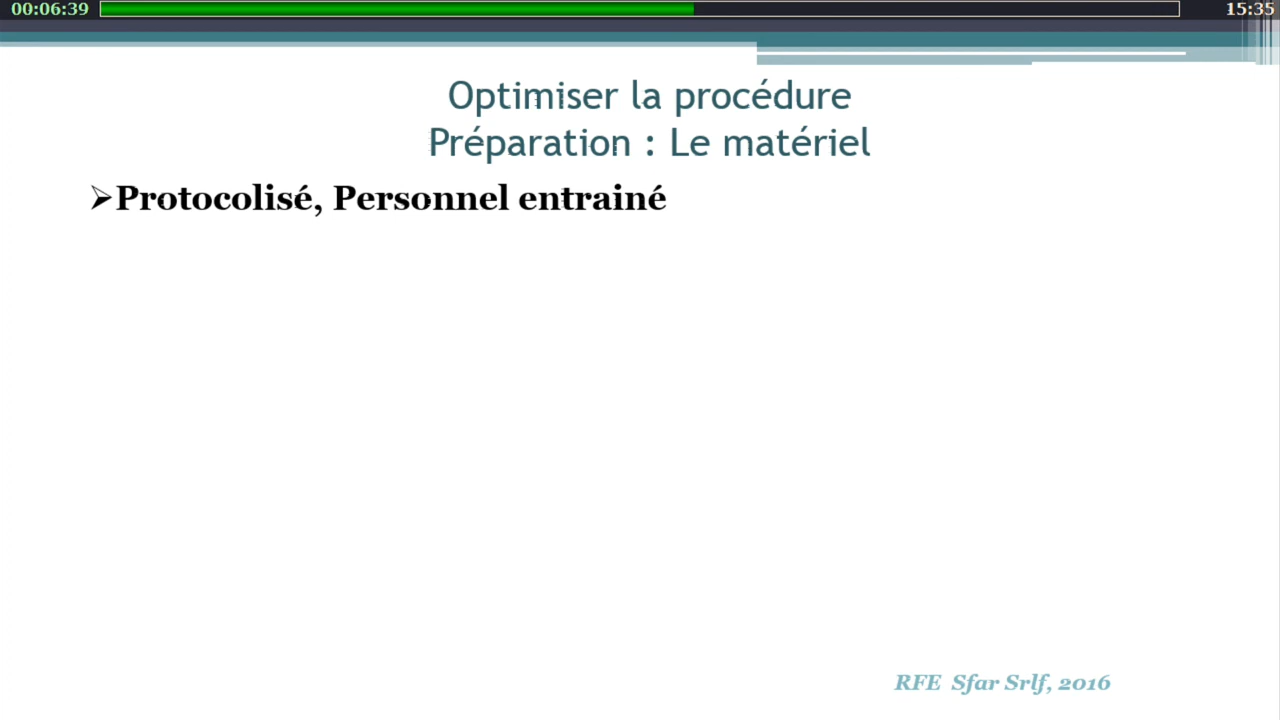 00:06:39 15:35
Optimiser la procédure
Préparation : Le matériel
➢Protocolisé, Personnel entrainé
RFE Sfar Srlf, 2016